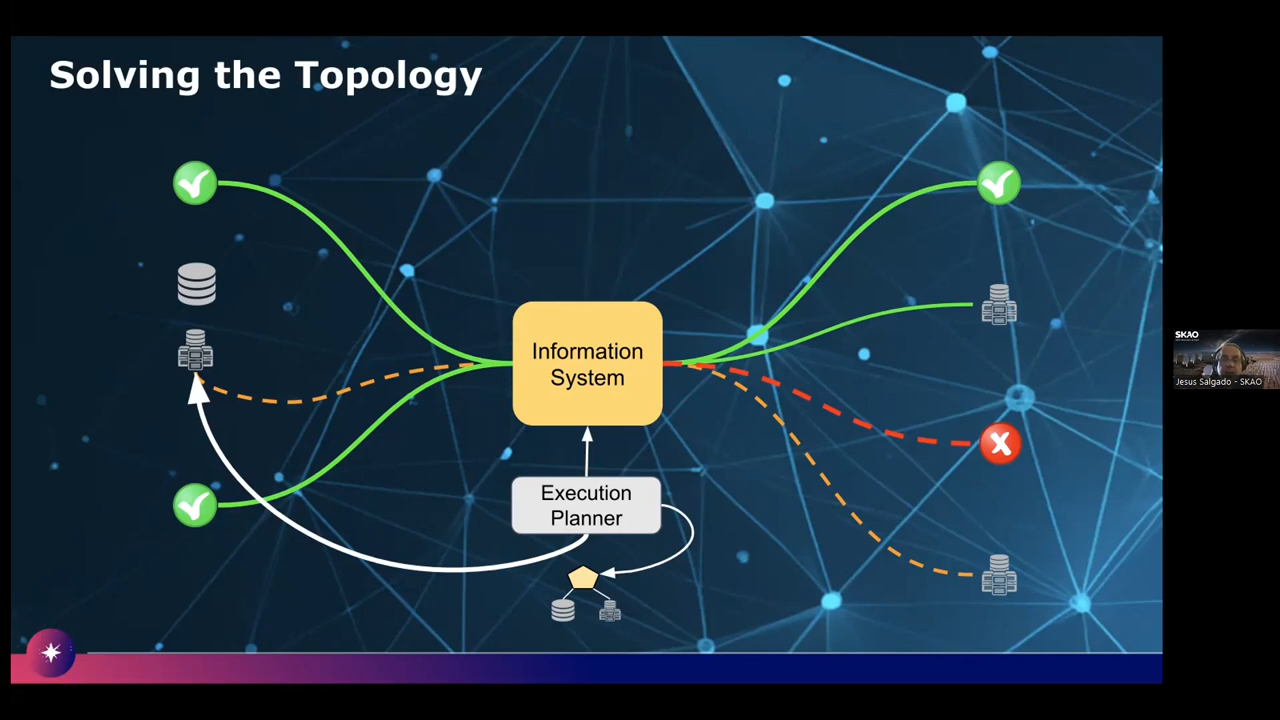 Solving the Topology
Information
System
Execution
Planner
SKAO
Jesus Salgado - SKAO